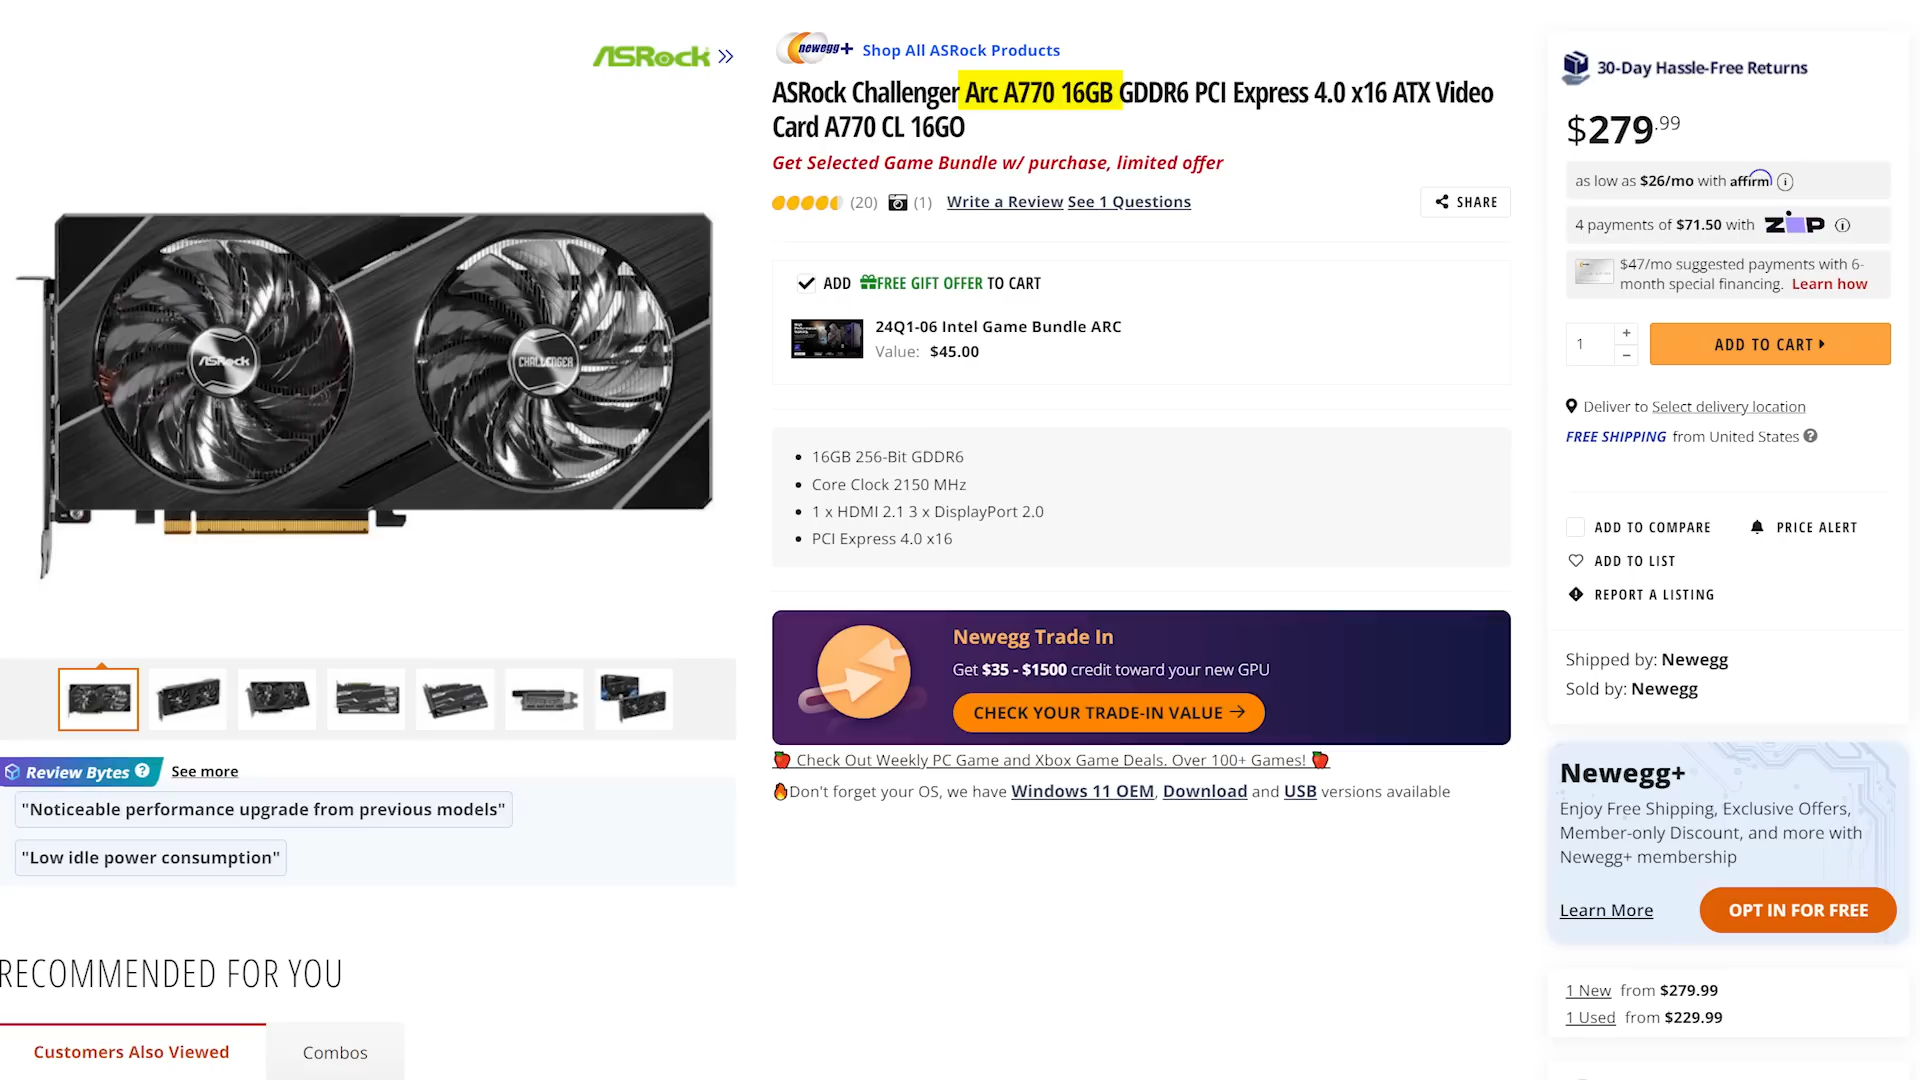 ASRock
newegg+ Shop All ASRock Products
ASRock Challenger Arc A770 16GB GDDR6 PCI Express 4.0 x16 ATX Video
Card A770 CL 16GO
Get Selected Game Bundle w/ purchase, limited offer
(20) (1) Write a Review See 1 Questions
SHARE
ADD FREE GIFT OFFER TO CART
24Q1-06 Intel Game Bundle ARC
Value: $45.00
16GB 256-Bit GDDR6
Core Clock 2150 MHz
1 x HDMI 2.1 3 x DisplayPort 2.0
PCI Express 4.0 x16
Newegg Trade In
Get $35 - $1500 credit toward your new GPU
CHECK YOUR TRADE-IN VALUE
Check Out Weekly PC Game and Xbox Game Deals. Over 100+ Games!
Don't forget your OS, we have Windows 11 OEM, Download and USB versions available
ASRock
CHALLENGER
Review Bytes ? See more
"Noticeable performance upgrade from previous models"
"Low idle power consumption"
RECOMMENDED FOR YOU
Customers Also Viewed
Combos
30-Day Hassle-Free Returns
$279.99
as low as $26/mo with affirm
4 payments of $71.50 with ZIP
$47/mo suggested payments with 6-
month special financing. Learn how
1 + −
ADD TO CART
Deliver to Select delivery location
FREE SHIPPING from United States ?
ADD TO COMPARE
PRICE ALERT
ADD TO LIST
REPORT A LISTING
Shipped by: Newegg
Sold by: Newegg
Newegg+
Enjoy Free Shipping, Exclusive Offers,
Member-only Discount, and more with
Newegg+ membership
Learn More
OPT IN FOR FREE
1 New from $279.99
1 Used from $229.99